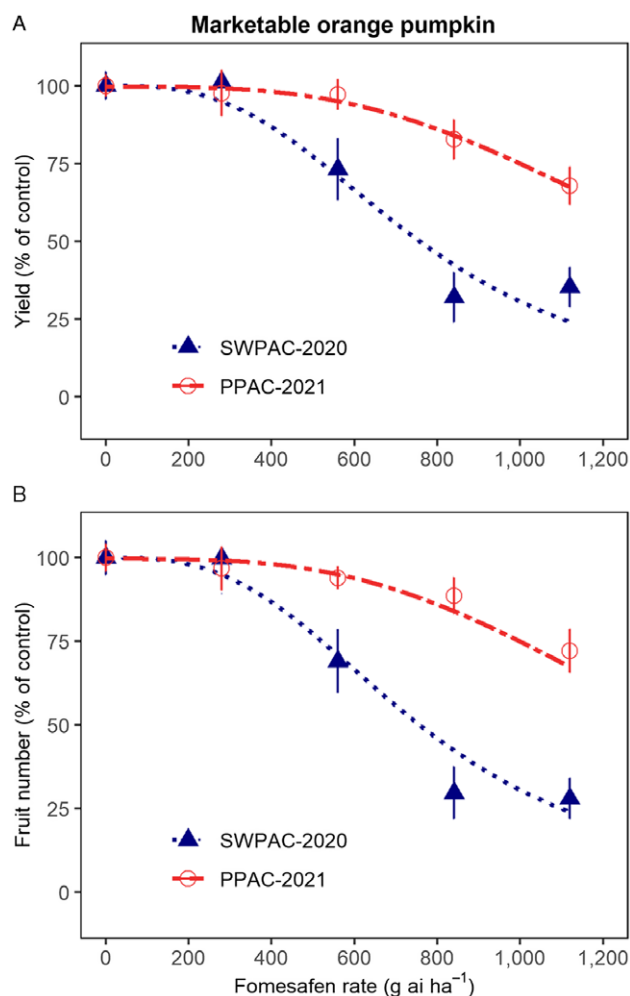 A
Marketable orange pumpkin
Yield (% of control)
100
75
50
25
0
SWPAC-2020
PPAC-2021
0
200
400
600
800
1,000
1,200
B
Fruit number (% of control)
100
75
50
25
0
SWPAC-2020
PPAC-2021
0
200
400
600
800
1,000
1,200
Fomesafen rate (g ai ha⁻¹)